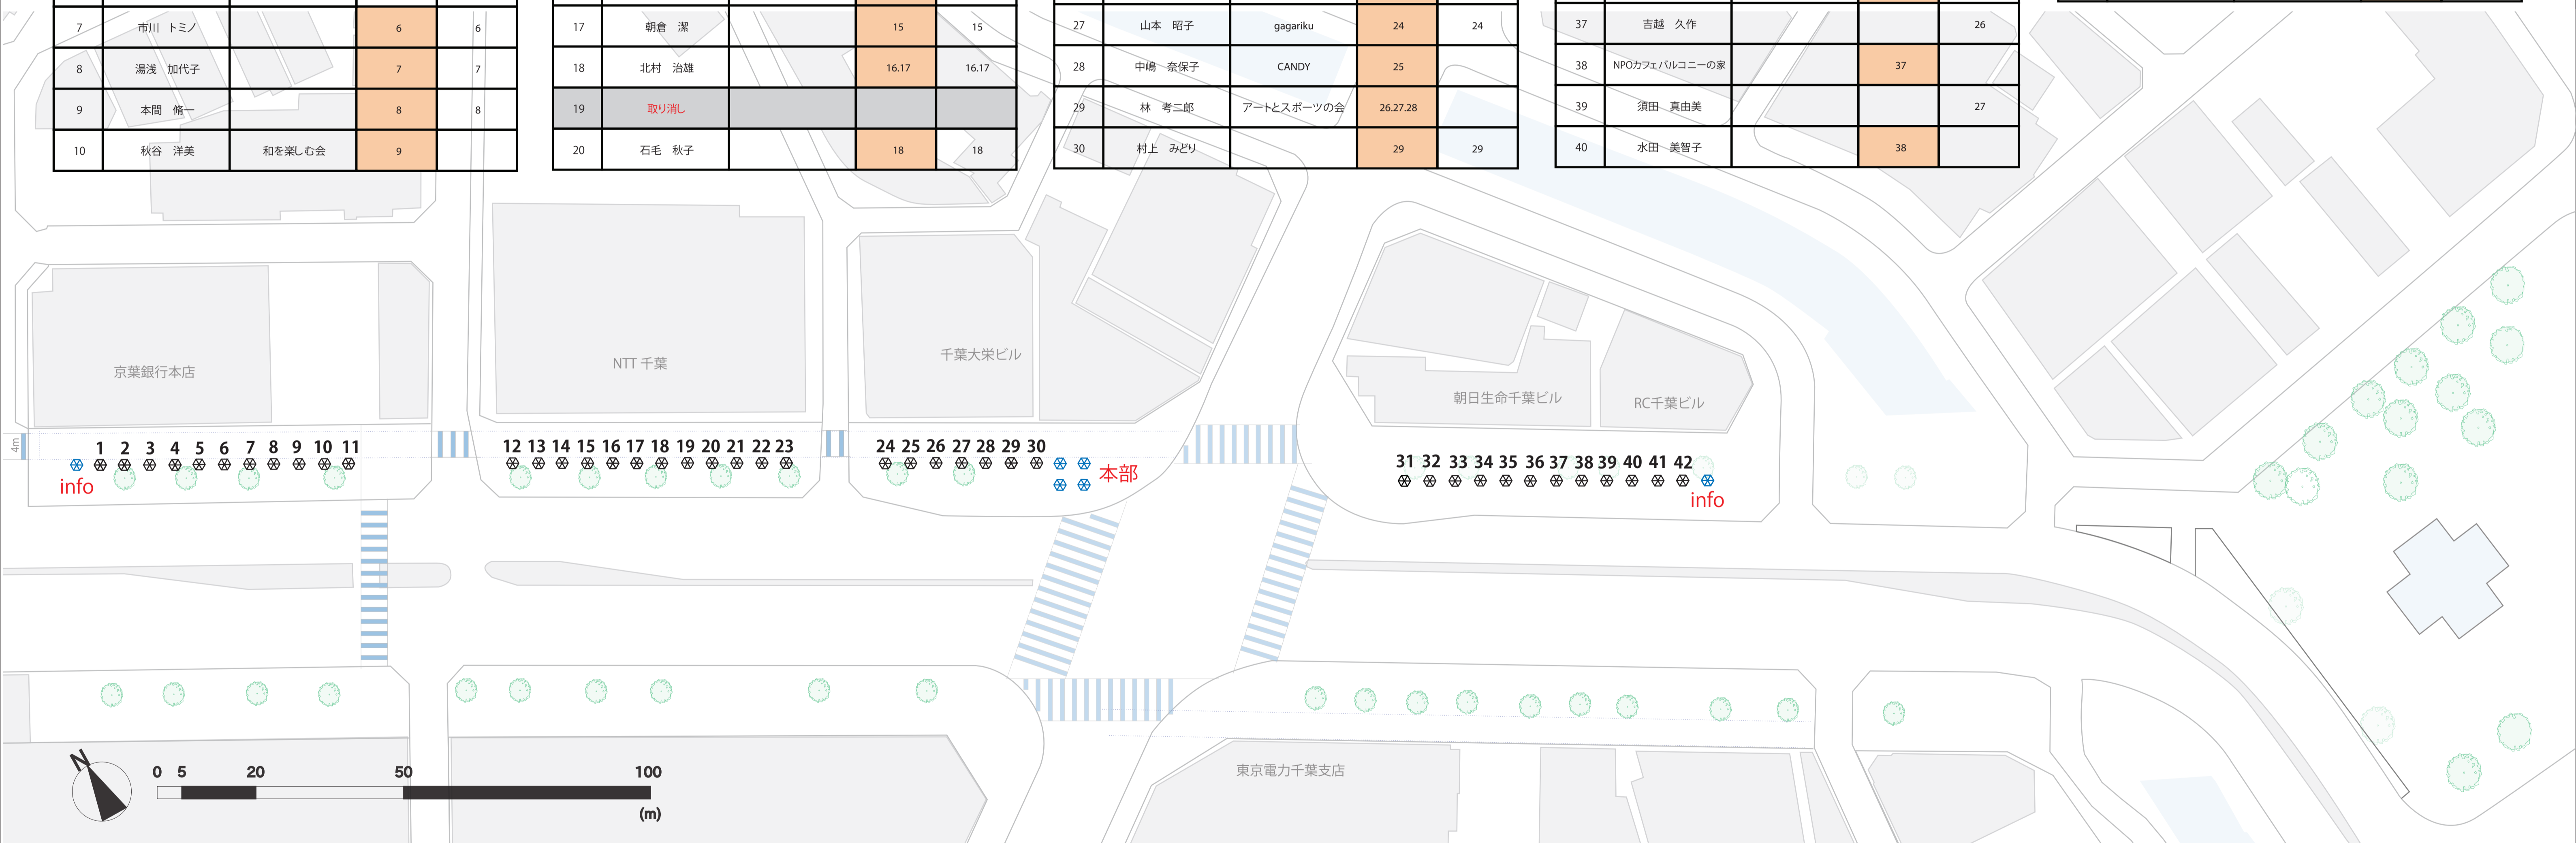 7 市川 トミノ 6 6
8 湯浅 加代子 7 7
9 本間 脩一 8 8
10 秋谷 洋美 和を楽しむ会 9
17 朝倉 潔 15 15
18 北村 治雄 16.17 16.17
19 取り消し
20 石毛 秋子 18 18
27 山本 昭子 gagariku 24 24
28 中嶋 奈保子 CANDY 25
29 林 孝二郎 アートとスポーツの会 26.27.28
30 村上 みどり 29 29
37 吉越 久作 26
38 NPOカフェバルコニーの家 37
39 須田 真由美 27
40 水田 美智子 38
京葉銀行本店
NTT 千葉
千葉大栄ビル
朝日生命千葉ビル
RC千葉ビル
4m
1 2 3 4 5 6 7 8 9 10 11
info
12 13 14 15 16 17 18 19 20 21 22 23
24 25 26 27 28 29 30
本部
31 32 33 34 35 36 37 38 39 40 41 42
info
東京電力千葉支店
N
0 5 20 50 100
(m)